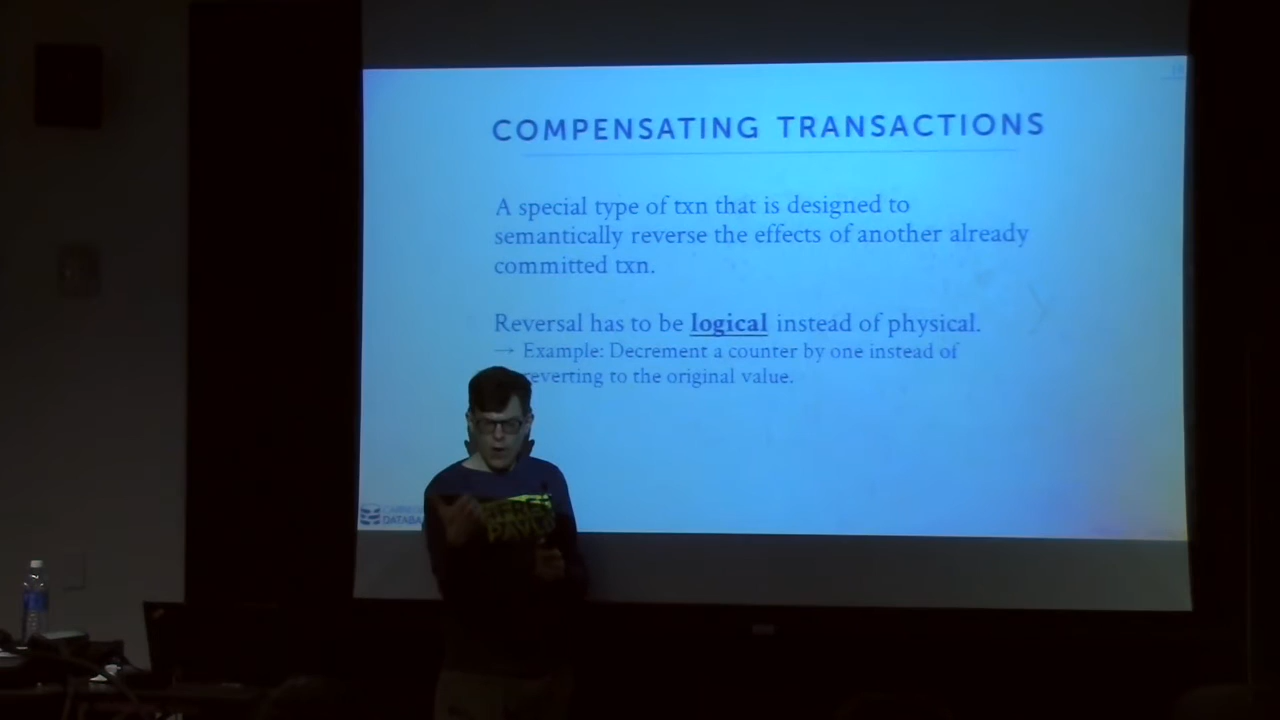 COMPENSATING TRANSACTIONS
A special type of txn that is designed to
semantically reverse the effects of another already
committed txn.
Reversal has to be logical instead of physical.
→ Example: Decrement a counter by one instead of
reverting to the original value.